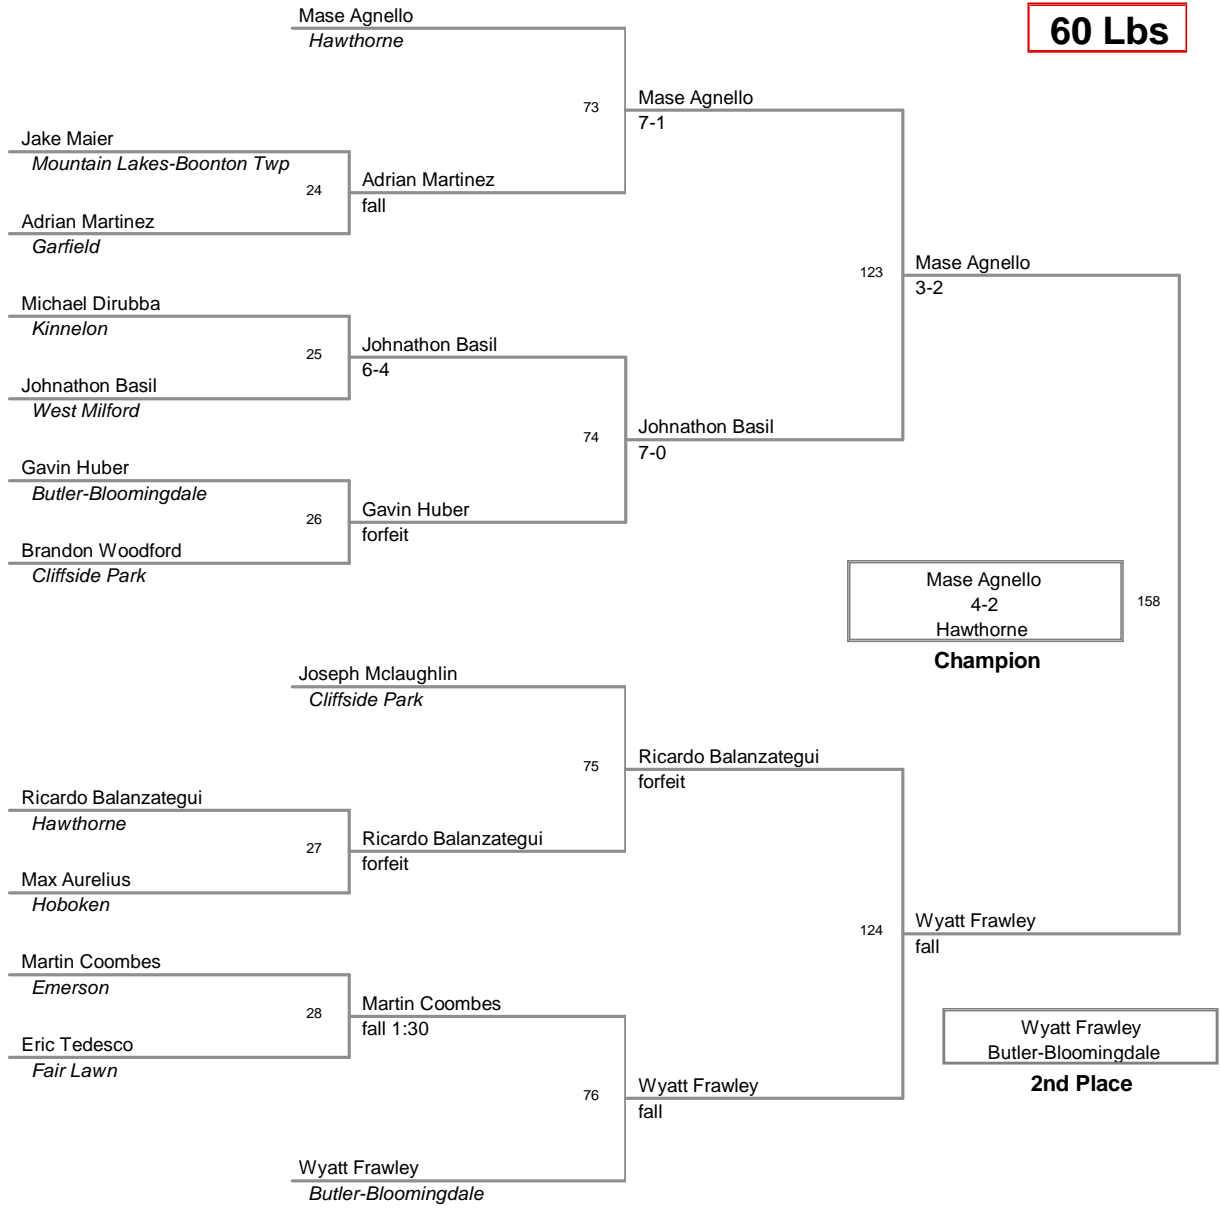 Mase Agnello
Hawthorne
60 Lbs
73
Mase Agnello
7-1
Jake Maier
Mountain Lakes-Boonton Twp
24
Adrian Martinez
fall
Adrian Martinez
Garfield
123
Mase Agnello
3-2
Michael Dirubba
Kinnelon
25
Johnathon Basil
6-4
Johnathon Basil
West Milford
74
Johnathon Basil
7-0
Gavin Huber
Butler-Bloomingdale
26
Gavin Huber
forfeit
Brandon Woodford
Cliffside Park
Mase Agnello
4-2
Hawthorne
158
Champion
Joseph Mclaughlin
Cliffside Park
75
Ricardo Balanzategui
forfeit
Ricardo Balanzategui
Hawthorne
27
Ricardo Balanzategui
forfeit
Max Aurelius
Hoboken
124
Wyatt Frawley
fall
Martin Coombes
Emerson
28
Martin Coombes
fall 1:30
Eric Tedesco
Fair Lawn
Wyatt Frawley
Butler-Bloomingdale
2nd Place
76
Wyatt Frawley
fall
Wyatt Frawley
Butler-Bloomingdale